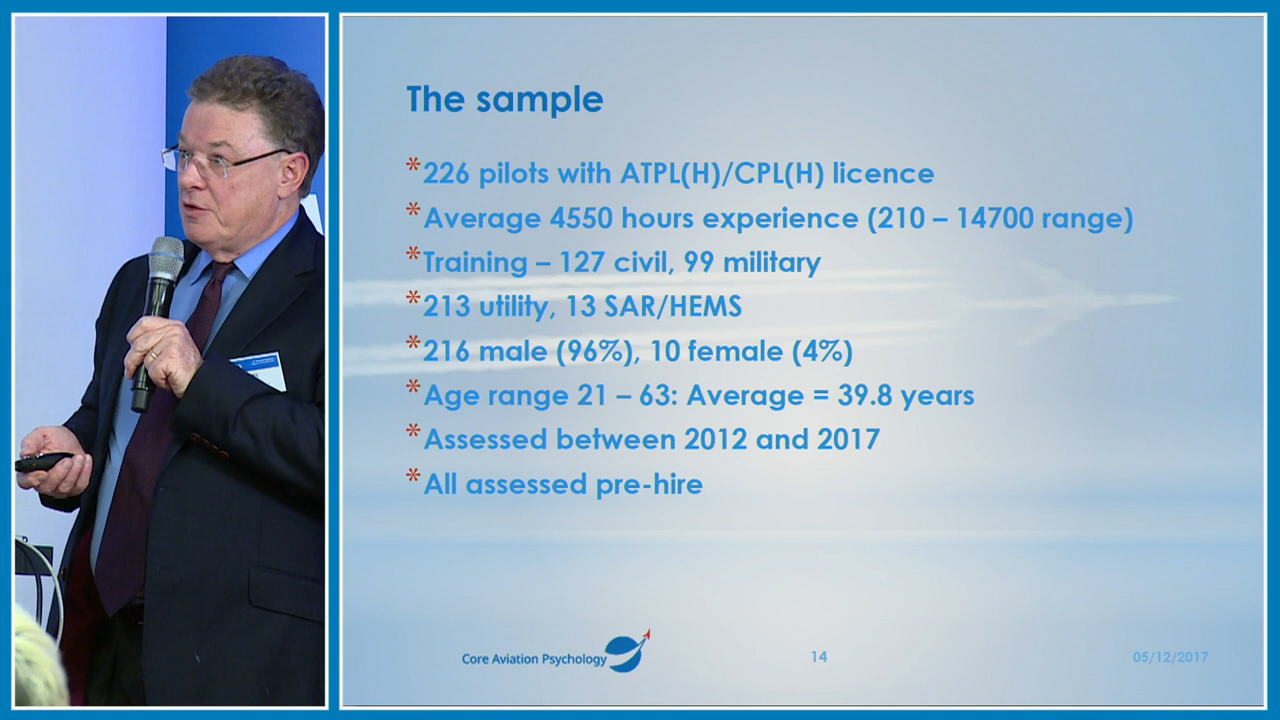 The sample
*226 pilots with ATPL(H)/CPL(H) licence
*Average 4550 hours experience (210 – 14700 range)
*Training – 127 civil, 99 military
*213 utility, 13 SAR/HEMS
*216 male (96%), 10 female (4%)
*Age range 21 – 63: Average = 39.8 years
*Assessed between 2012 and 2017
*All assessed pre-hire
Core Aviation Psychology
14
05/12/2017